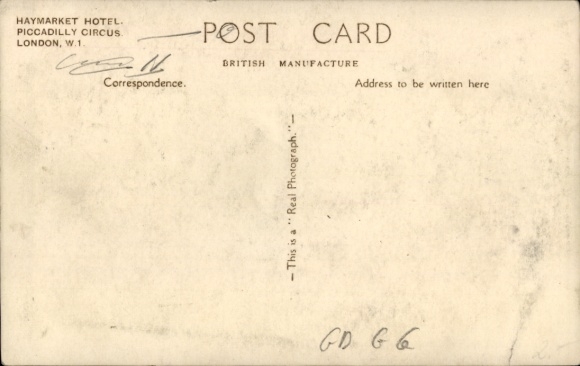 HAYMARKET HOTEL.
PICCADILLY CIRCUS
LONDON, W.1.
POST CARD
BRITISH MANUFACTURE
Correspondence.
Address to be written here
— This is a "Real Photograph." —
GD G G